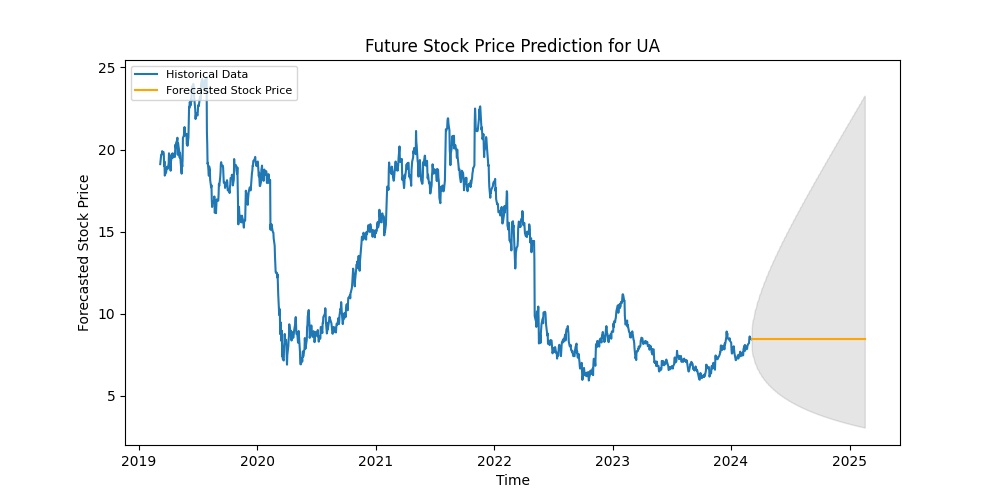 Future Stock Price Prediction for UA
Historical Data
Forecasted Stock Price
Forecasted Stock Price
25
20
15
10
5
2019 2020 2021 2022 2023 2024 2025
Time